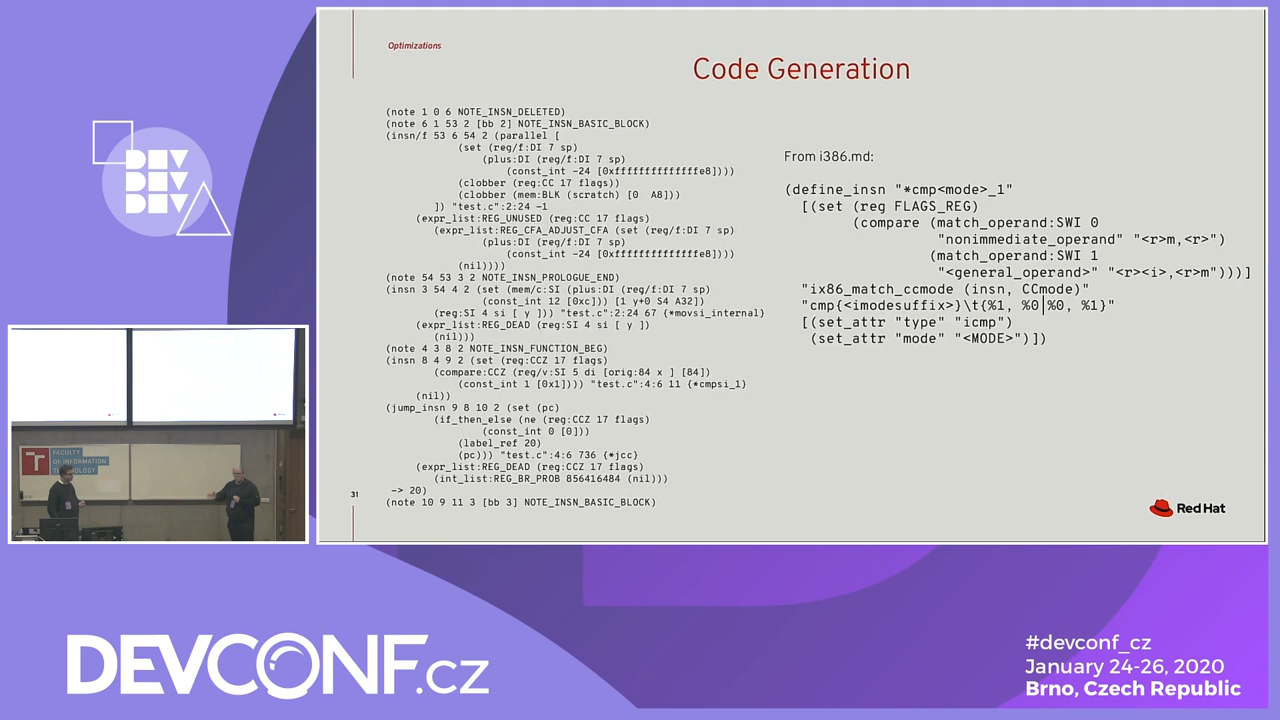 DEV
DEV
DEV
Optimizations
Code Generation
(note 1 0 6 NOTE_INSN_DELETED)
(note 6 1 53 2 [bb 2] NOTE_INSN_BASIC_BLOCK)
(insn/f 53 6 54 2 (parallel [
(set (reg/f:DI 7 sp)
(plus:DI (reg/f:DI 7 sp)
(const_int -24 [0xffffffffffffffe8])))
(clobber (reg:CC 17 flags))
(clobber (mem:BLK (scratch) [0  A8]))
]) "test.c":2:24 -1
(expr_list:REG_UNUSED (reg:CC 17 flags)
(expr_list:REG_CFA_ADJUST_CFA (set (reg/f:DI 7 sp)
(plus:DI (reg/f:DI 7 sp)
(const_int -24 [0xffffffffffffffe8])))
(nil))))
(note 54 53 3 2 NOTE_INSN_PROLOGUE_END)
(insn 3 54 4 2 (set (mem/c:SI (plus:DI (reg/f:DI 7 sp)
(const_int 12 [0xc])) [1 y+0 S4 A32])
(reg:SI 4 si [ y ])) "test.c":2:24 67 {*movsi_internal}
(expr_list:REG_DEAD (reg:SI 4 si [ y ])
(nil)))
(note 4 3 8 2 NOTE_INSN_FUNCTION_BEG)
(insn 8 4 9 2 (set (reg:CCZ 17 flags)
(compare:CCZ (reg/v:SI 5 di [orig:84 x ] [84])
(const_int 1 [0x1]))) "test.c":4:6 11 {*cmpsi_1}
(nil))
(jump_insn 9 8 10 2 (set (pc)
(if_then_else (ne (reg:CCZ 17 flags)
(const_int 0 [0]))
(label_ref 20)
(pc))) "test.c":4:6 736 {*jcc}
(expr_list:REG_DEAD (reg:CCZ 17 flags)
(int_list:REG_BR_PROB 856416484 (nil)))
-> 20)
(note 10 9 11 3 [bb 3] NOTE_INSN_BASIC_BLOCK)
From i386.md:
(define_insn "*cmp<mode>_1"
[(set (reg FLAGS_REG)
(compare (match_operand:SWI 0
"nonimmediate_operand" "<r>m,<r>")
(match_operand:SWI 1
"<general_operand>" "<r><i>,<r>m")))]
"ix86_match_ccmode (insn, CCmode)"
"cmp{<imodesuffix>}\t{%1, %0|%0, %1}"
[(set_attr "type" "icmp")
(set_attr "mode" "<MODE>")])
31
Red Hat
FACULTY
OF INFORMATION
TECHNOLOGY
DEVCONF.cz
#devconf_cz
January 24-26, 2020
Brno, Czech Republic